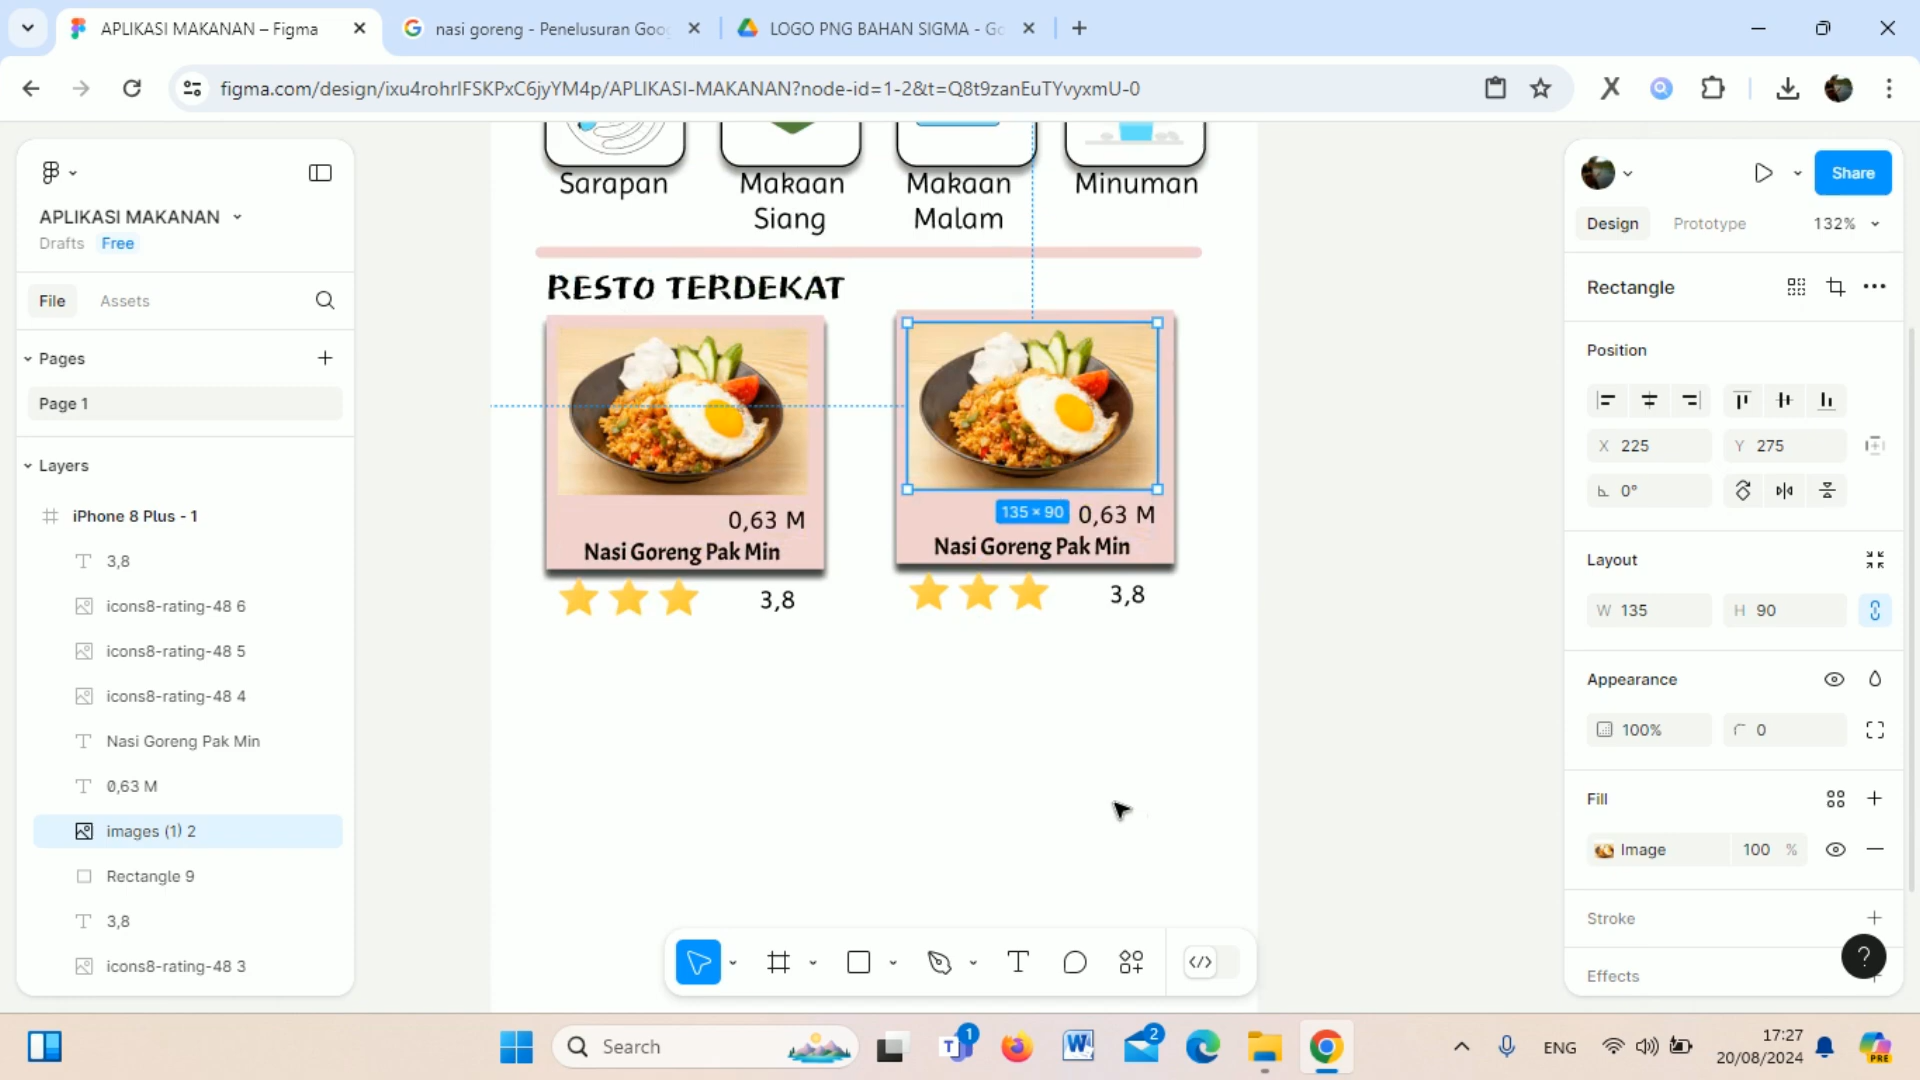 APLIKASI MAKANAN – Figma
nasi goreng - Penelusuran Goo
LOGO PNG BAHAN SIGMA - Go
figma.com/design/ixu4rohrlFSKPxC6jyYM4p/APLIKASI-MAKANAN?node-id=1-2&t=Q8t9zanEuTYvyxmU-0
APLIKASI MAKANAN
Drafts Free
File Assets
Pages
Page 1
Layers
iPhone 8 Plus - 1
3,8
icons8-rating-48 6
icons8-rating-48 5
icons8-rating-48 4
Nasi Goreng Pak Min
0,63 M
images (1) 2
Rectangle 9
3,8
icons8-rating-48 3
Sarapan
Makaan
Siang
Makaan
Malam
Minuman
RESTO TERDEKAT
0,63 M
Nasi Goreng Pak Min
3,8
135 × 90
0,63 M
Nasi Goreng Pak Min
3,8
Share
Design Prototype 132%
Rectangle
Position
X 225 Y 275
0°
Layout
W 135 H 90
Appearance
100% 0
Fill
Image 100 %
Stroke
Effects
?
Search
1
2
ENG
17:27
20/08/2024
PRE